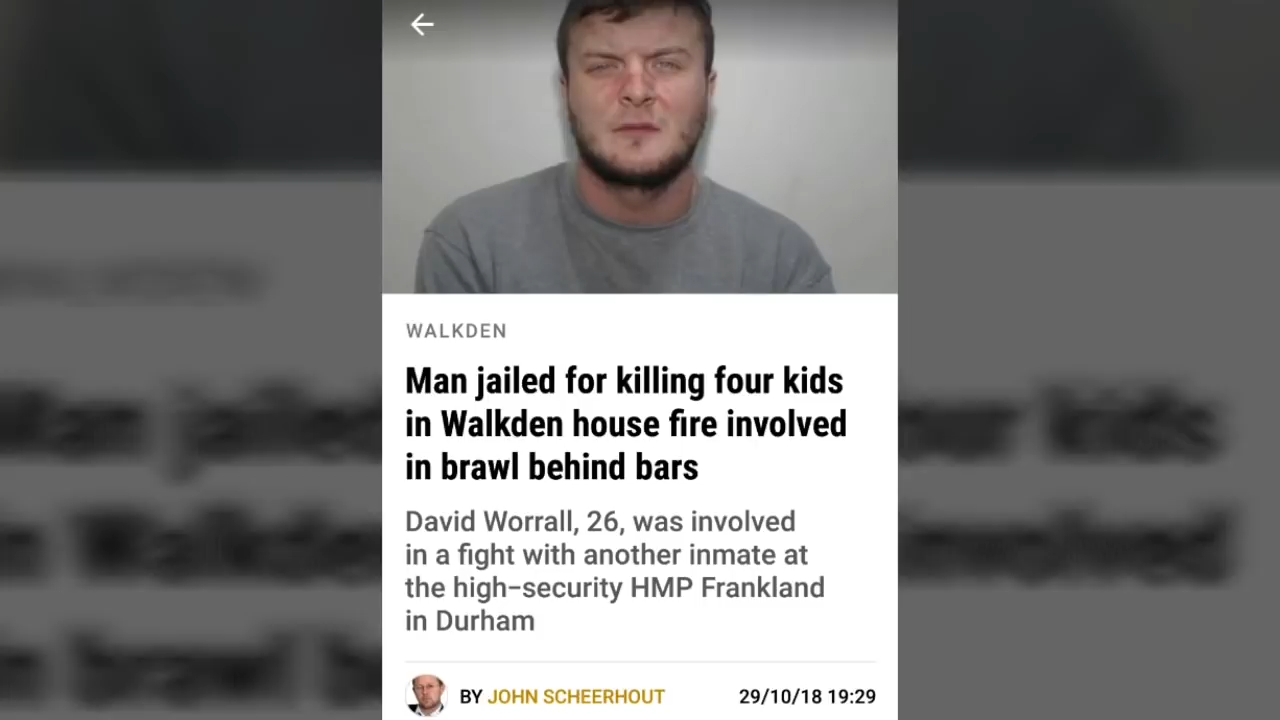 WALKDEN
Man jailed for killing four kids
in Walkden house fire involved
in brawl behind bars
David Worrall, 26, was involved
in a fight with another inmate at
the high-security HMP Frankland
in Durham
BY JOHN SCHEERHOUT 29/10/18 19:29